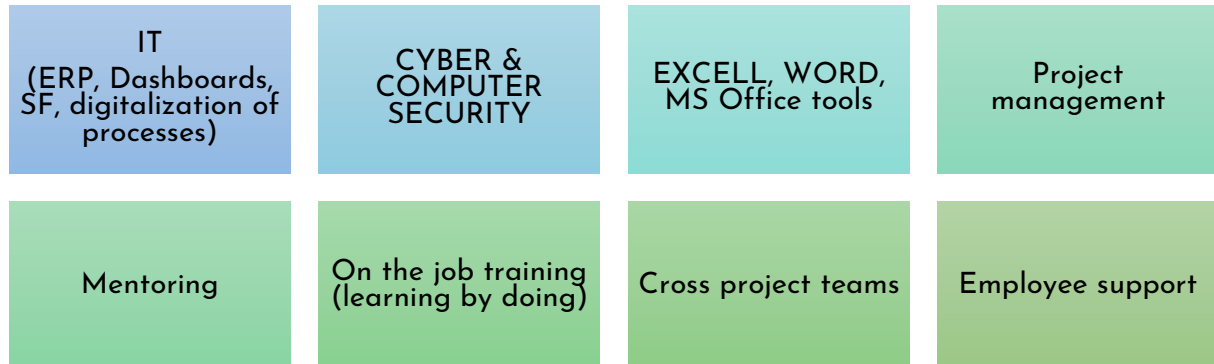 IT
(ERP, Dashboards,
SF, digitalization of
processes)
CYBER &
COMPUTER
SECURITY
EXCELL, WORD,
MS Office tools
Project
management
Mentoring
On the job training
(learning by doing)
Cross project teams
Employee support